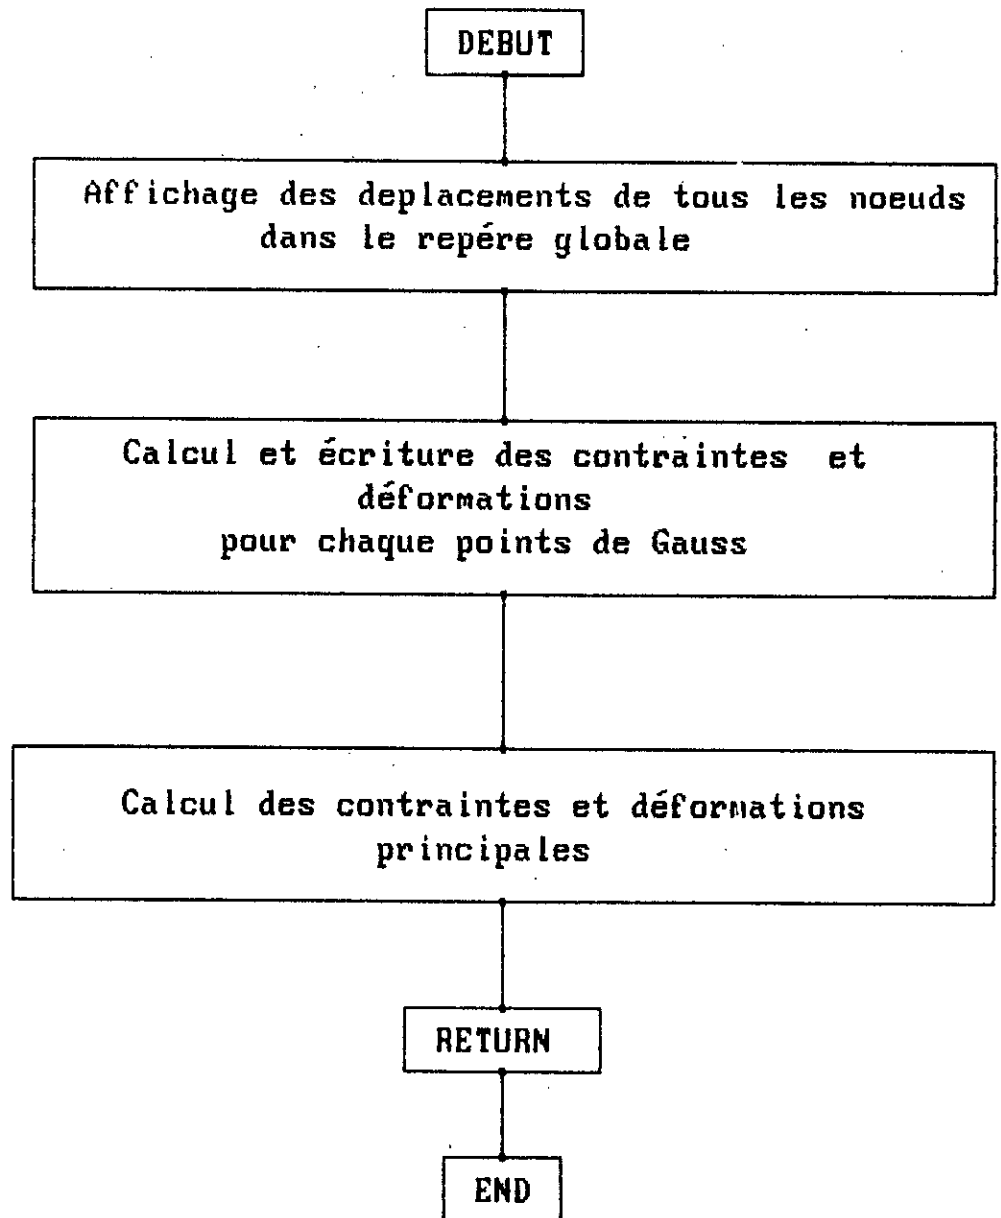 DEBUT
Affichage des deplacements de tous les noeuds
dans le repére globale
Calcul et écriture des contraintes et
déformations
pour chaque points de Gauss
Calcul des contraintes et déformations
principales
RETURN
END